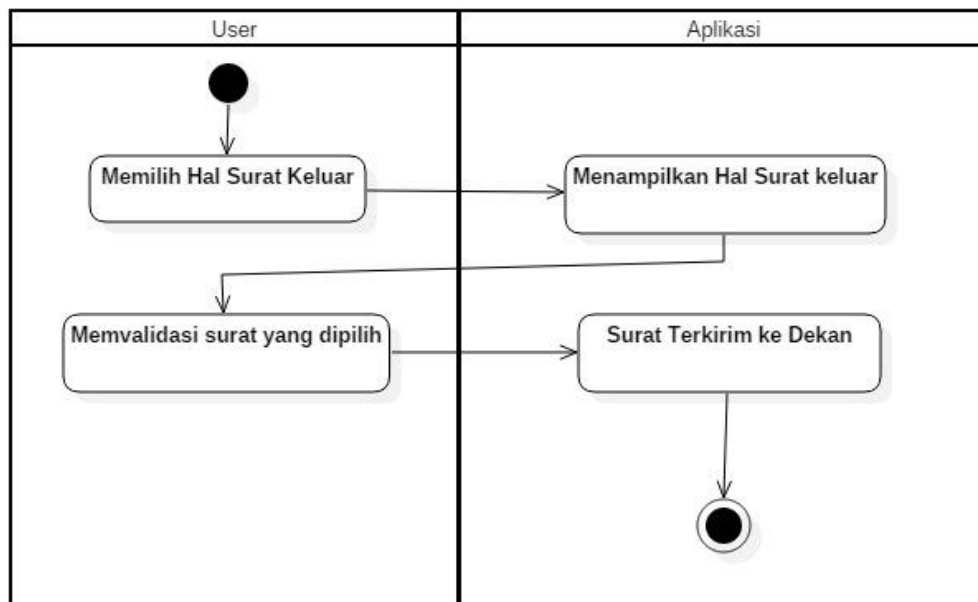 User
Aplikasi
Memilih Hal Surat Keluar
Menampilkan Hal Surat keluar
Memvalidasi surat yang dipilih
Surat Terkirim ke Dekan